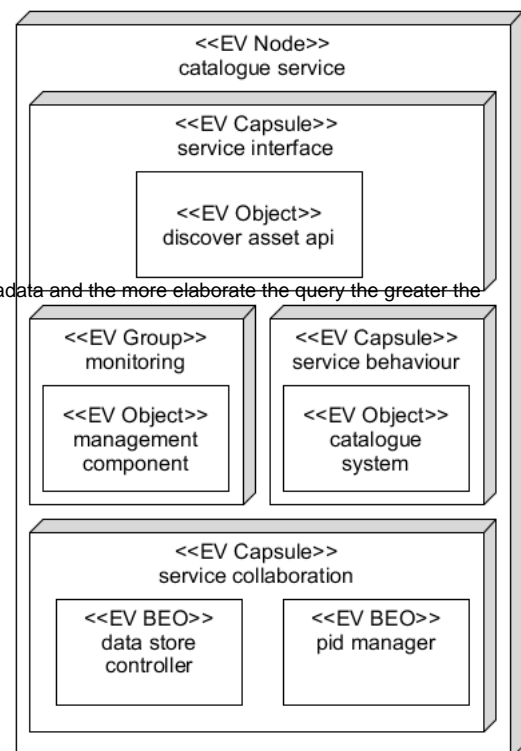 <<EV Node>>
catalogue service
<<EV Capsule>>
service interface
<<EV Object>>
discover asset api
adata and the more elaborate the query the greater the
<<EV Group>>
monitoring
<<EV Object>>
management
component
<<EV Capsule>>
service behaviour
<<EV Object>>
catalogue
system
<<EV Capsule>>
service collaboration
<<EV BEO>>
data store
controller
<<EV BEO>>
pid manager